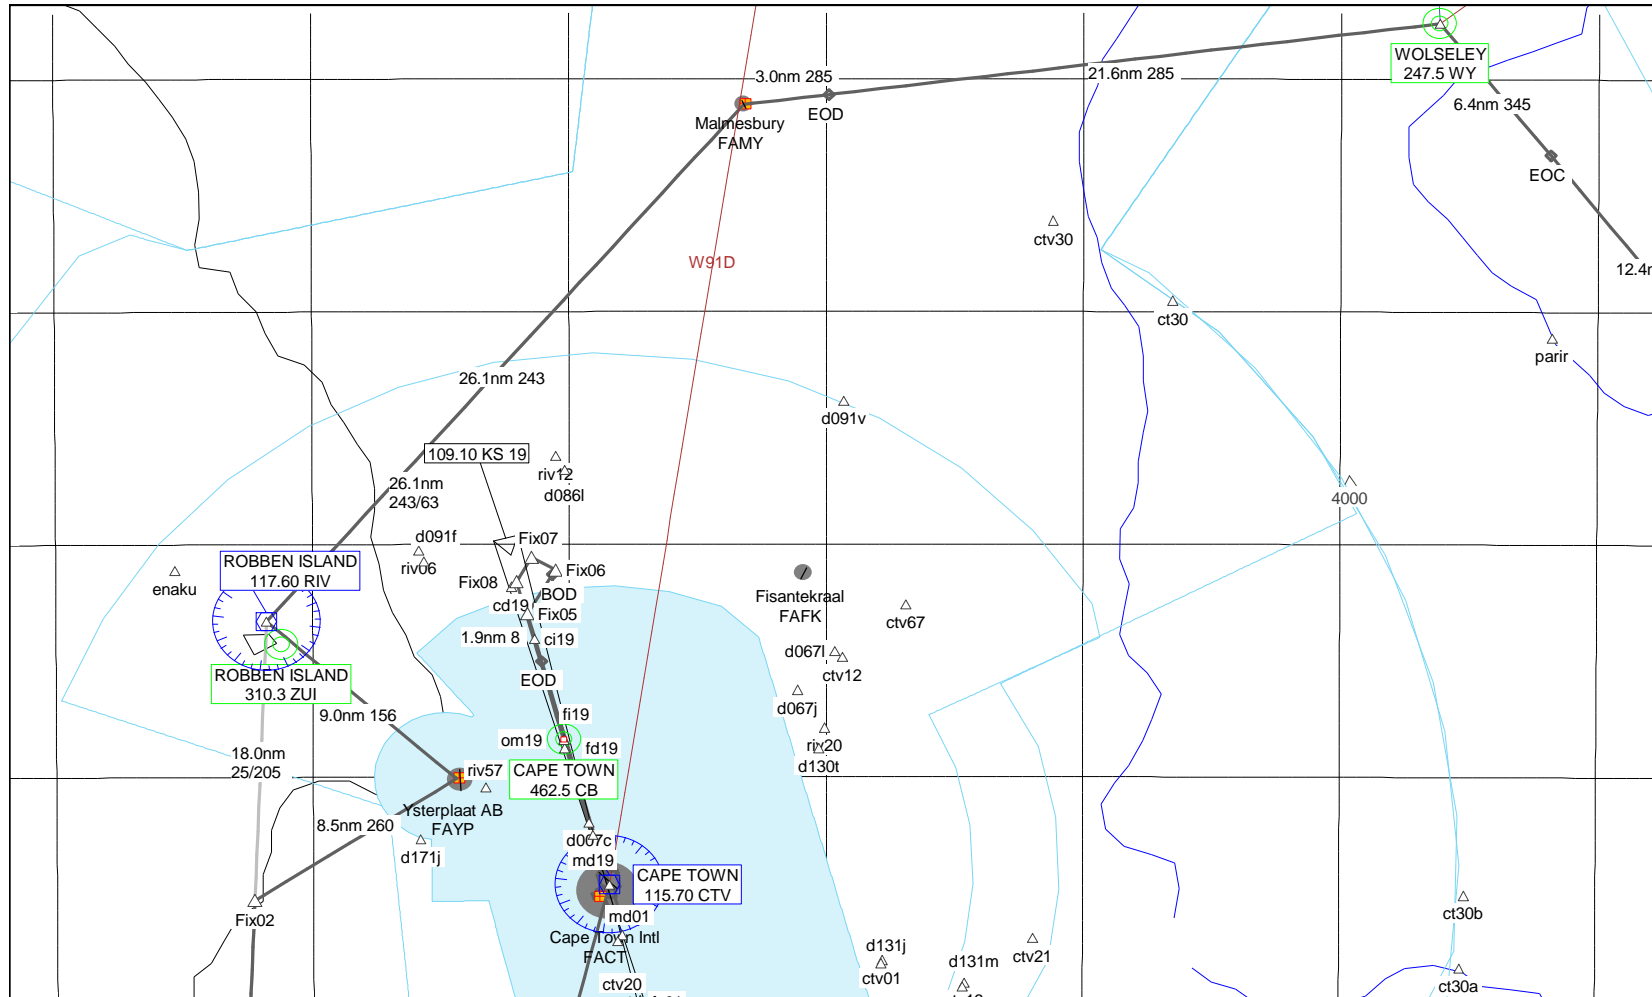 WOLSELEY
247.5 WY
3.0nm 285
21.6nm 285
6.4nm 345
EOD
Malmesbury
FAMY
EOC
ctv30
W91D
12.4
ct30
parir
26.1nm 243
d091v
109.10 KS 19
riv12
d086l
26.1nm
243/63
4000
d091f
riv06
Fix07
ROBBEN ISLAND
117.60 RIV
enaku
Fix08
Fix06
BOD
cd19
Fix05
Fisantekraal
FAFK
ctv67
1.9nm 8
ci19
d067l
ctv12
EOD
ROBBEN ISLAND
310.3 ZUI
d067j
9.0nm 156
fi19
om19
fd19
riv20
d130t
18.0nm
25/205
riv57
CAPE TOWN
462.5 CB
Ysterplaat AB
FAYP
8.5nm 260
d171j
d007c
md19
CAPE TOWN
115.70 CTV
Fix02
md01
Cape Town Intl
FACT
ct30b
d131j
ctv01
ctv21
d131m
ctv20
ct30a